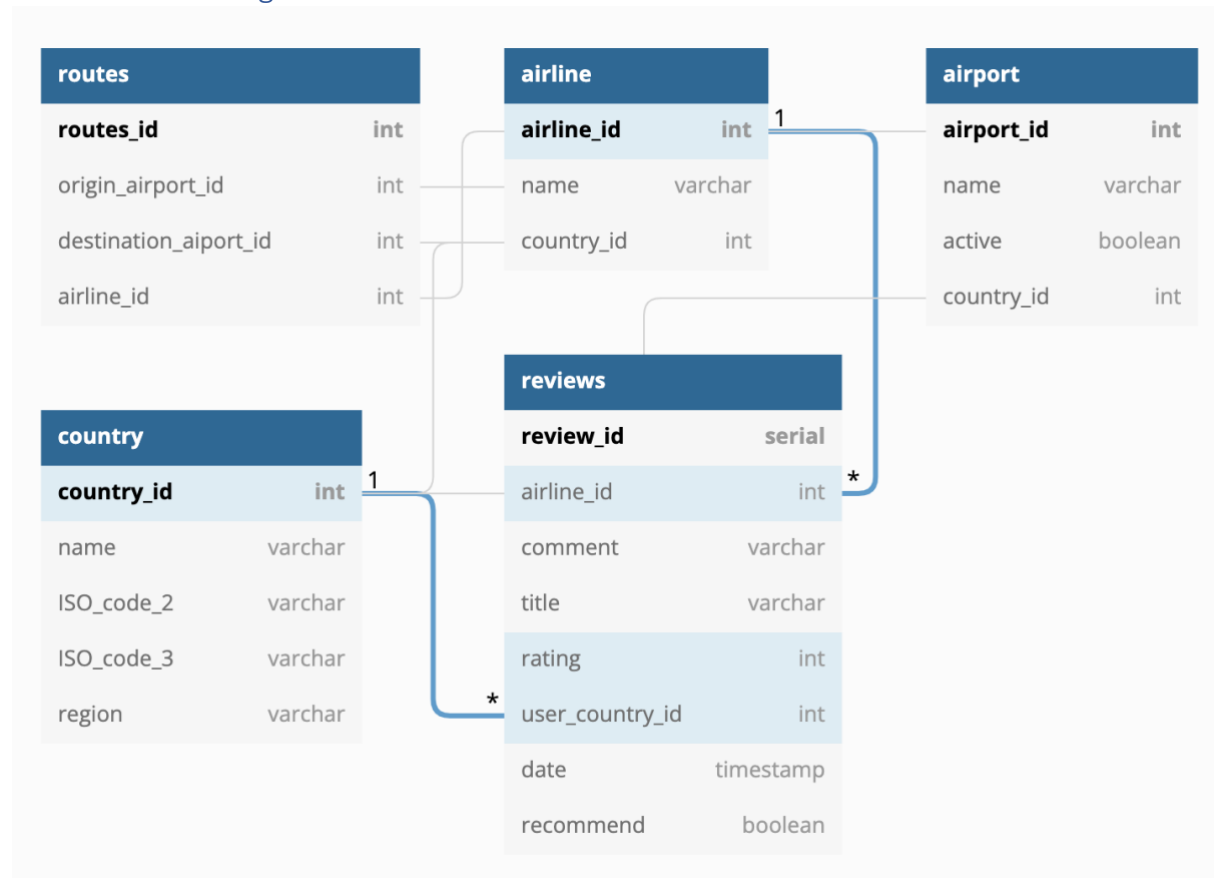 routes
routes_id int
origin_airport_id int
destination_aiport_id int
airline_id int
airline
airline_id int
name varchar
country_id int
1
airport
airport_id int
name varchar
active boolean
country_id int
country
country_id int
name varchar
ISO_code_2 varchar
ISO_code_3 varchar
region varchar
1
*
reviews
review_id serial
airline_id int
*
comment varchar
title varchar
rating int
user_country_id int
date timestamp
recommend boolean